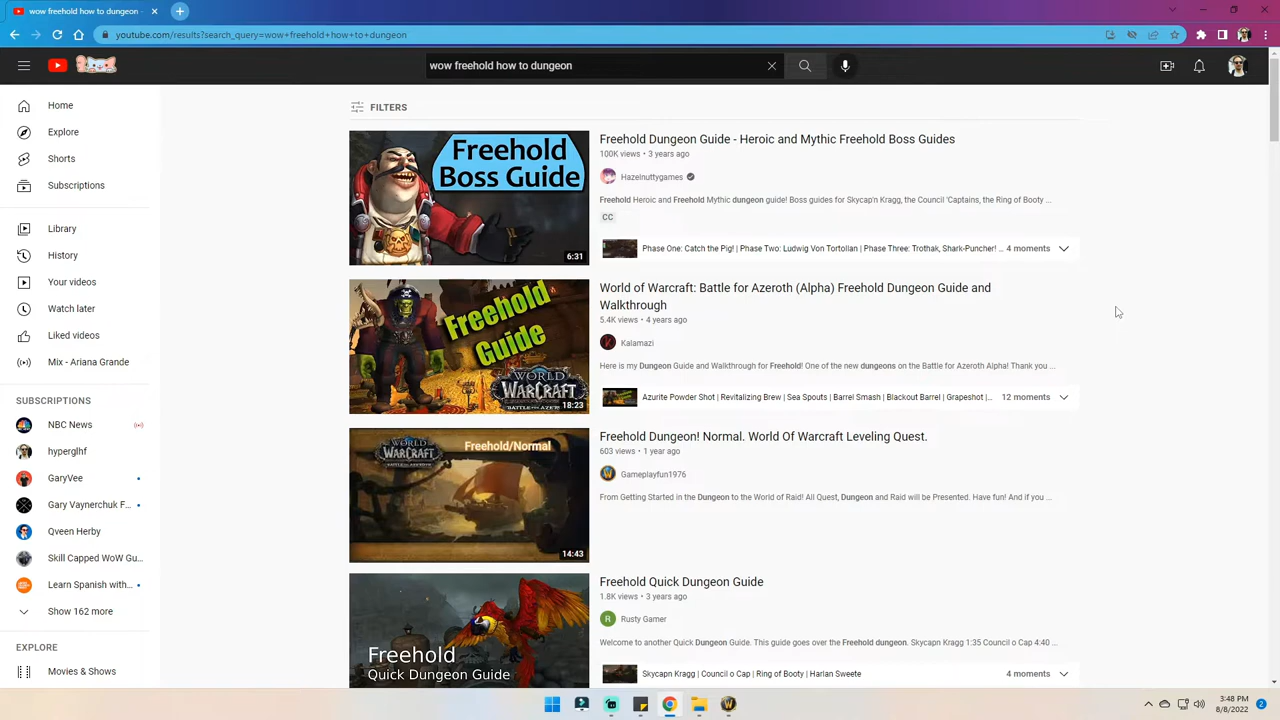 wow freehold how to dungeon -
youtube.com/results?search_query=wow+freehold+how+to+dungeon
wow freehold how to dungeon
Home
Explore
Shorts
Subscriptions
Library
History
Your videos
Watch later
Liked videos
Mix - Ariana Grande
SUBSCRIPTIONS
NBC News
hyperglhf
GaryVee
Gary Vaynerchuk F...
Qveen Herby
Skill Capped WoW Gu...
Learn Spanish with...
Show 162 more
EXPLORE
Movies & Shows
FILTERS
Freehold
Boss Guide
6:31
Freehold Dungeon Guide - Heroic and Mythic Freehold Boss Guides
100K views • 3 years ago
Hazelnuttygames
Freehold Heroic and Freehold Mythic dungeon guide! Boss guides for Skycap'n Kragg, the Council 'Captains, the Ring of Booty ...
CC
Phase One: Catch the Pig! | Phase Two: Ludwig Von Tortollan | Phase Three: Trothak, Shark-Puncher! ... 4 moments
Freehold
Guide
WORLD
WARCRAFT
BATTLE FOR AZEROTH
18:23
World of Warcraft: Battle for Azeroth (Alpha) Freehold Dungeon Guide and
Walkthrough
5.4K views • 4 years ago
Kalamazi
Here is my Dungeon Guide and Walkthrough for Freehold! One of the new dungeons on the Battle for Azeroth Alpha! Thank you ...
Azurite Powder Shot | Revitalizing Brew | Sea Spouts | Barrel Smash | Blackout Barrel | Grapeshot |... 12 moments
WORLD
WARCRAFT
Freehold/Normal
14:43
Freehold Dungeon! Normal. World Of Warcraft Leveling Quest.
603 views • 1 year ago
Gameplayfun1976
From Getting Started in the Dungeon to the World of Raid! All Quest, Dungeon and Raid will be Presented. Have fun! And if you ...
Freehold
Quick Dungeon Guide
Freehold Quick Dungeon Guide
1.8K views • 3 years ago
R
Rusty Gamer
Welcome to another Quick Dungeon Guide. This guide goes over the Freehold dungeon. Skycapn Kragg 1:35 Council o Cap 4:40 ...
Skycapn Kragg | Council o Cap | Ring of Booty | Harlan Sweete 4 moments
3:48 PM
8/8/2022
2